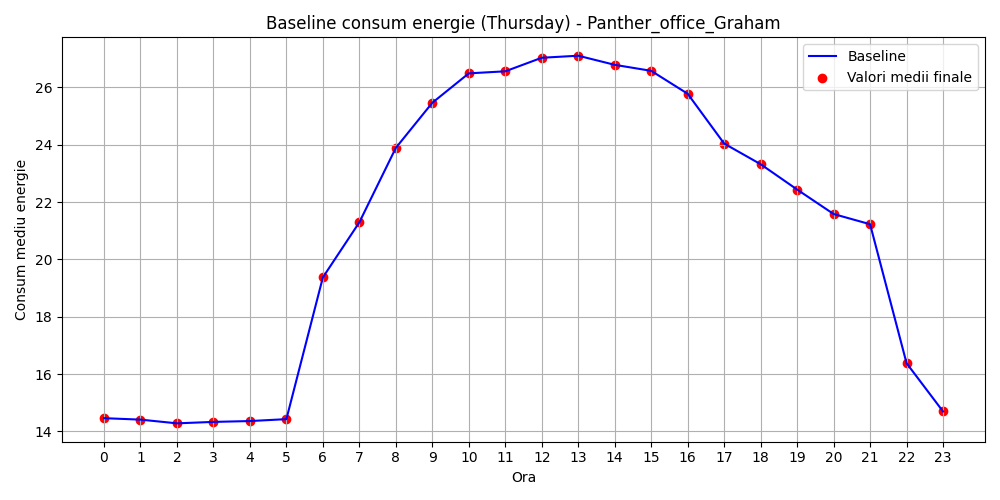 Baseline consum energie (Thursday) - Panther_office_Graham
Baseline
Valori medii finale
Consum mediu energie
26
24
22
20
18
16
14
0 1 2 3 4 5 6 7 8 9 10 11 12 13 14 15 16 17 18 19 20 21 22 23
Ora